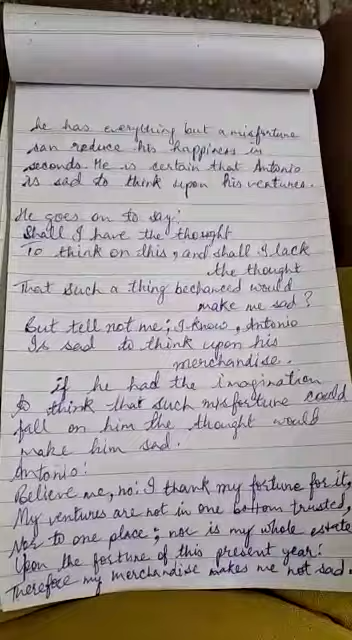 he has everything but a misfortune
can reduce his happiness in
seconds. He is certain that Antonio
is sad to think upon his ventures.
He goes on to say:
Shall I have the thought
To think on this, and shall I lack
the thought
That such a thing bechanced would
make me sad?
But tell not me; I know, Antonio
Is sad to think upon his
merchandise.
if he had the imagination
to think that such misfortune could
fall on him the thought would
make him sad.
Antonio:
Believe me, no: I thank my fortune for it,
My ventures are not in one bottom trusted,
Nor to one place; nor is my whole estate
Upon the fortune of this present year:
Therefore my merchandise makes me not sad.